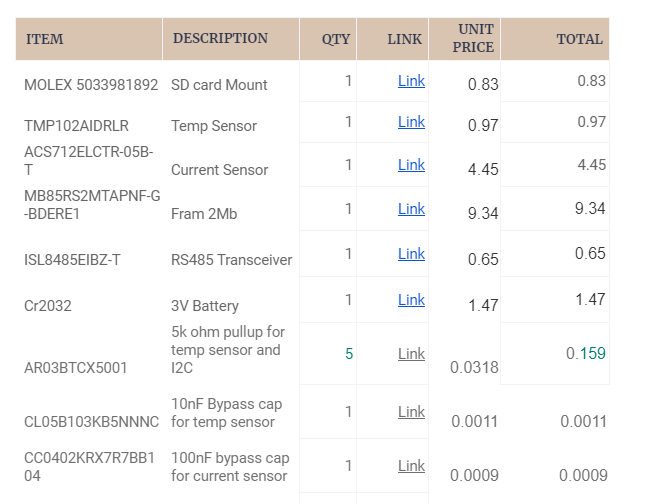 ITEM DESCRIPTION QTY LINK UNIT PRICE TOTAL
MOLEX 5033981892 SD card Mount 1 Link 0.83 0.83
TMP102AIDRLR Temp Sensor 1 Link 0.97 0.97
ACS712ELCTR-05B-
T Current Sensor 1 Link 4.45 4.45
MB85RS2MTAPNF-G
-BDERE1 Fram 2Mb 1 Link 9.34 9.34
ISL8485EIBZ-T RS485 Transceiver 1 Link 0.65 0.65
Cr2032 3V Battery 1 Link 1.47 1.47
5k ohm pullup for
temp sensor and 5 Link 0.159
AR03BTCX5001 I2C 0.0318
10nF Bypass cap 1 Link
CL05B103KB5NNNC for temp sensor 0.0011 0.0011
CC0402KRX7R7BB1 100nF bypass cap 1 Link
04 for current sensor 0.0009 0.0009